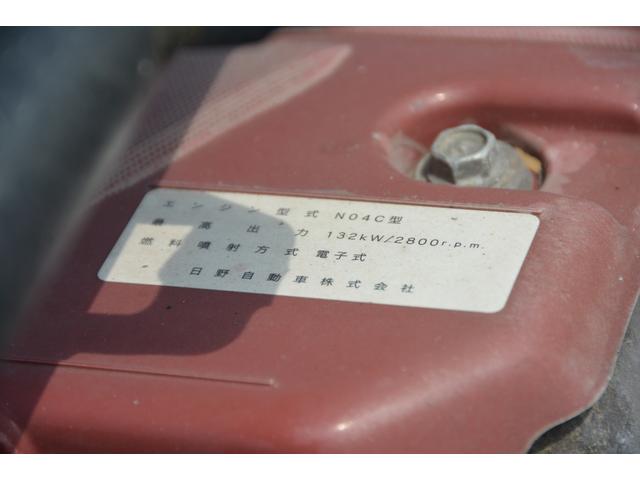 エンジン型式 N04C型
最高出力 132kW/2800r.p.m.
燃料噴射方式 電子式
日野自動車株式会社